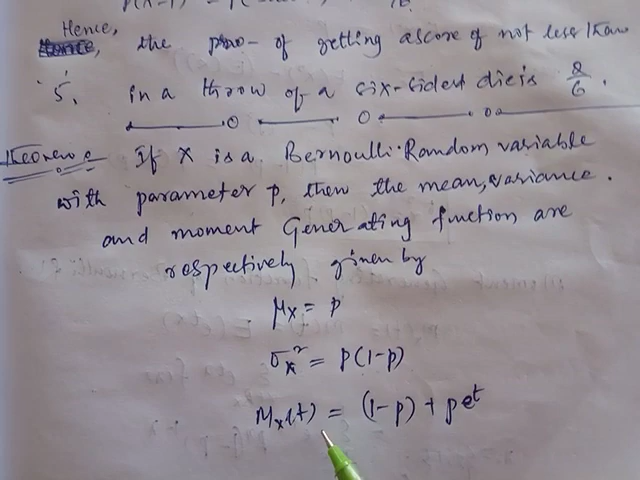 Hence,
the pro- of getting a score of not less than
5. in a throw of a six-sided die is 2/6.
Theorem: If X is a Bernoulli Random variable
with parameter p, then the mean, variance.
and moment Generating function are
respectively given by
μx = p
σx² = p(1-p)
Mx(t) = (1-p) + pe^t